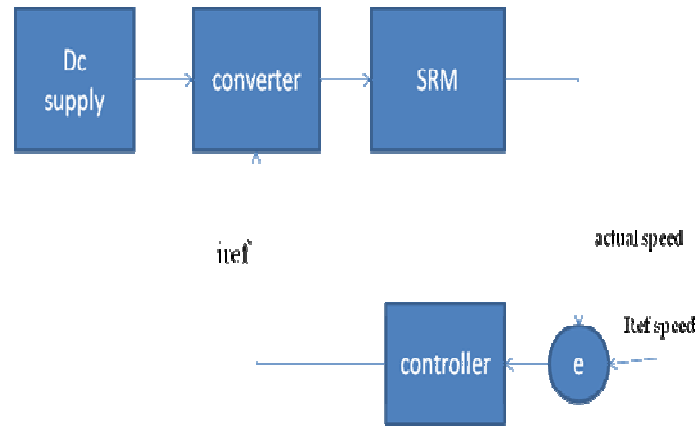 Dc
supply
converter
SRM
iref
actual speed
Ref speed
controller
e